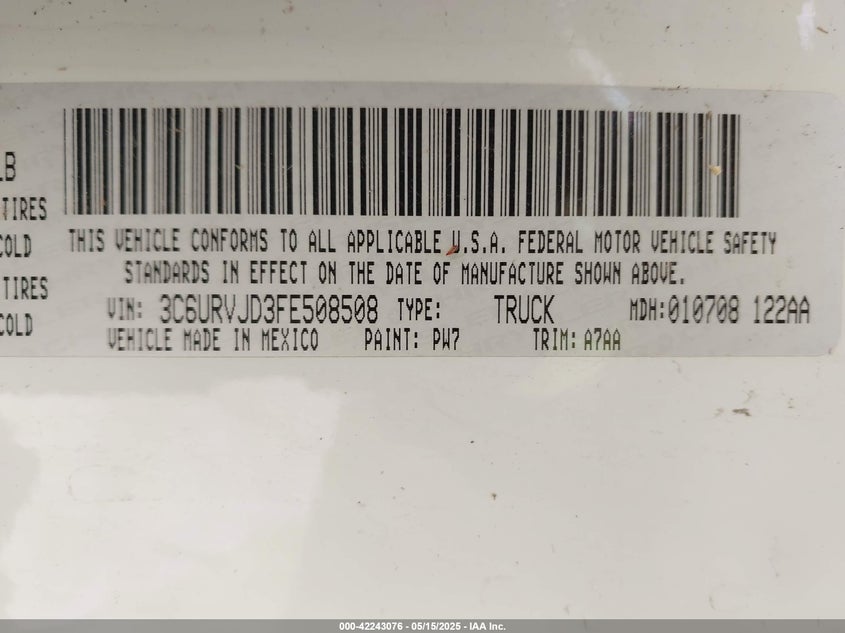 LB
TIRES
COLD
TIRES
COLD
THIS VEHICLE CONFORMS TO ALL APPLICABLE U.S.A. FEDERAL MOTOR VEHICLE SAFETY
STANDARDS IN EFFECT ON THE DATE OF MANUFACTURE SHOWN ABOVE.
VIN: 3C6URVJD3FE508508 TYPE: TRUCK MDH:010708 122AA
VEHICLE MADE IN MEXICO PAINT: PW7 TRIM: A7AA
000-42243076 - 05/15/2025 - IAA Inc.